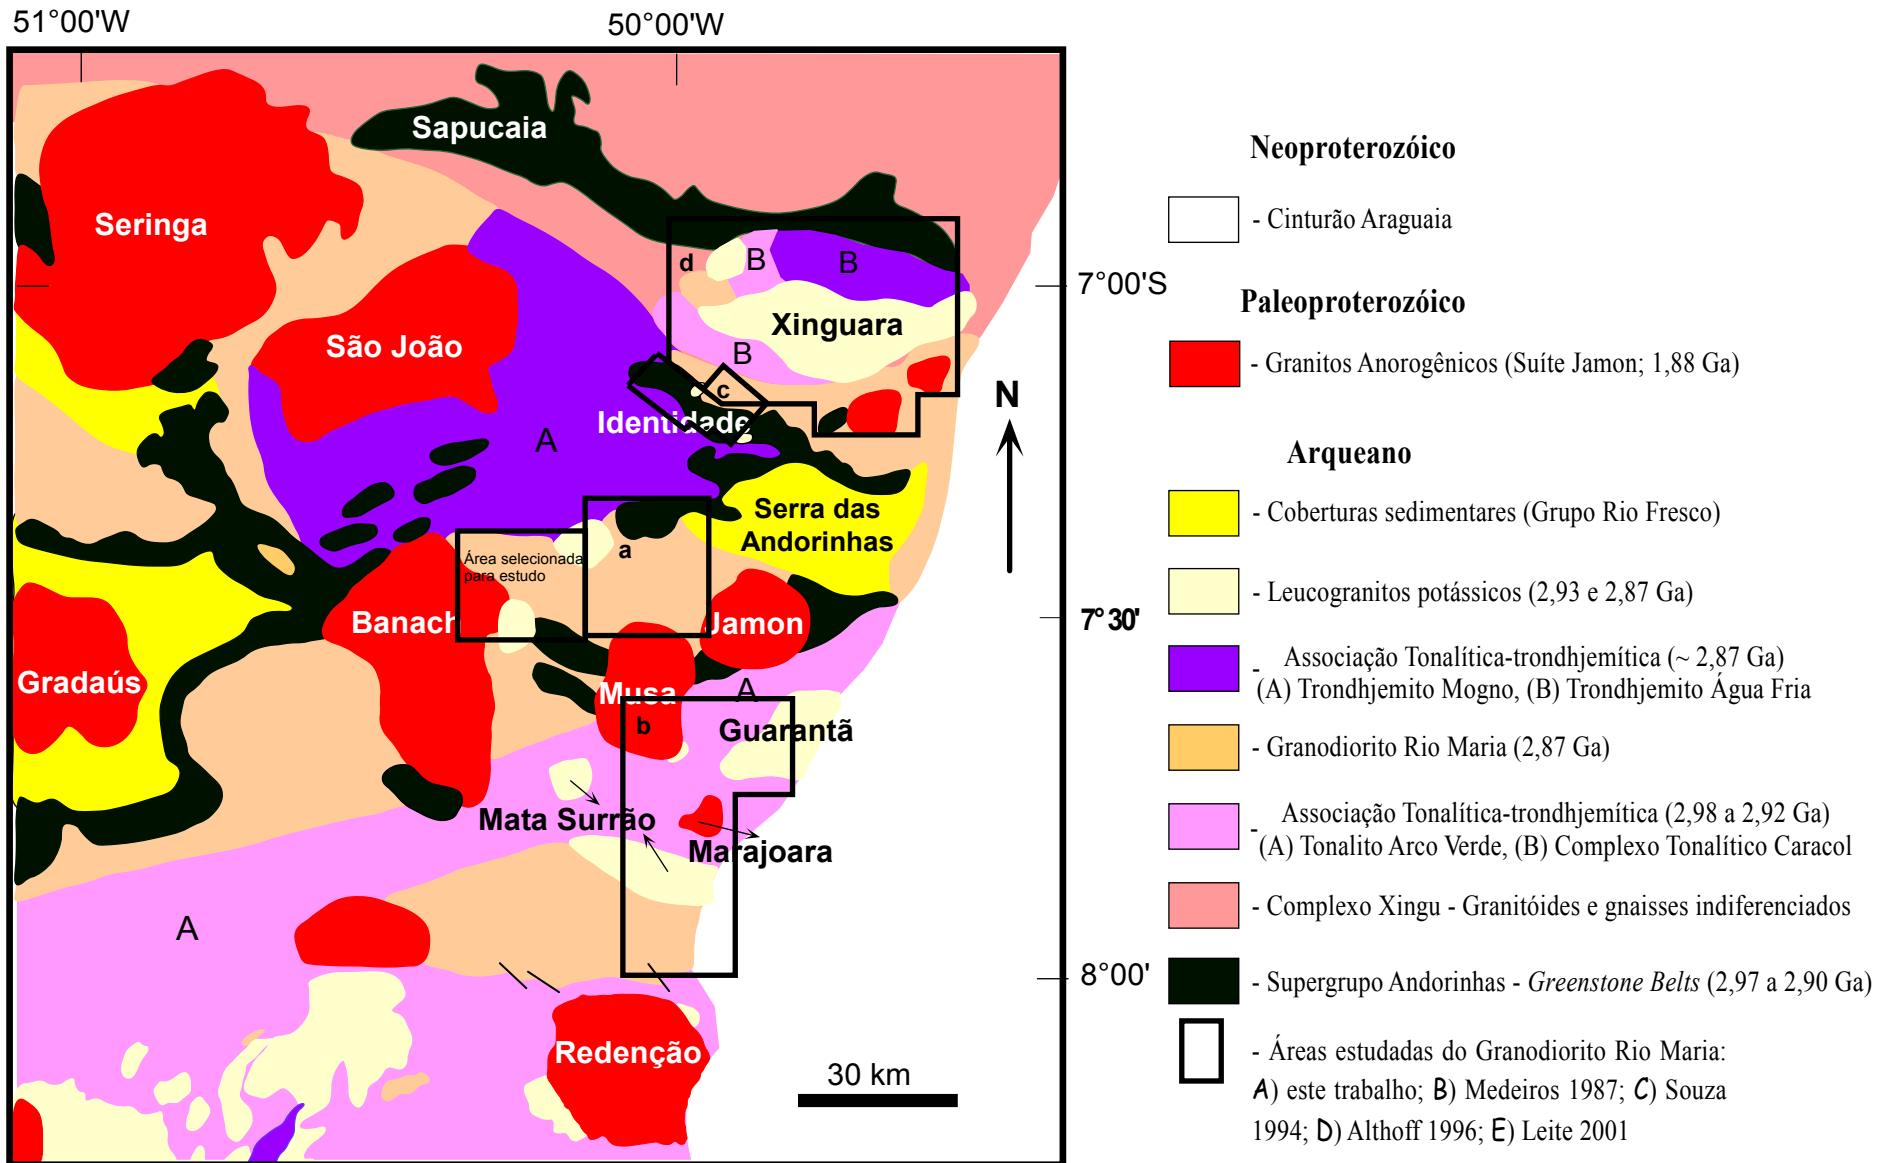 51°00'W
50°00'W
Sapucaia
Seringa
São João
d
B
B
Xinguara
B
c
Identidade
A
7°00'S
N
Serra das
Andorinhas
Área selecionada
para estudo
a
Banach
Jamon
7°30'
Gradaús
Musa
A
b
Guarantã
Mata Surrão
Marajoara
A
8°00'
Redenção
30 km
Neoproterozóico
- Cinturão Araguaia
Paleoproterozóico
- Granitos Anorogênicos (Suíte Jamon; 1,88 Ga)
Arqueano
- Coberturas sedimentares (Grupo Rio Fresco)
- Leucogranitos potássicos (2,93 e 2,87 Ga)
- Associação Tonalítica-trondhjemítica (~ 2,87 Ga)
(A) Trondhjemito Mogno, (B) Trondhjemito Água Fria
- Granodiorito Rio Maria (2,87 Ga)
- Associação Tonalítica-trondhjemítica (2,98 a 2,92 Ga)
(A) Tonalito Arco Verde, (B) Complexo Tonalítico Caracol
- Complexo Xingu - Granitóides e gnaisses indiferenciados
- Supergrupo Andorinhas - Greenstone Belts (2,97 a 2,90 Ga)
- Áreas estudadas do Granodiorito Rio Maria:
A) este trabalho; B) Medeiros 1987; C) Souza
1994; D) Althoff 1996; E) Leite 2001